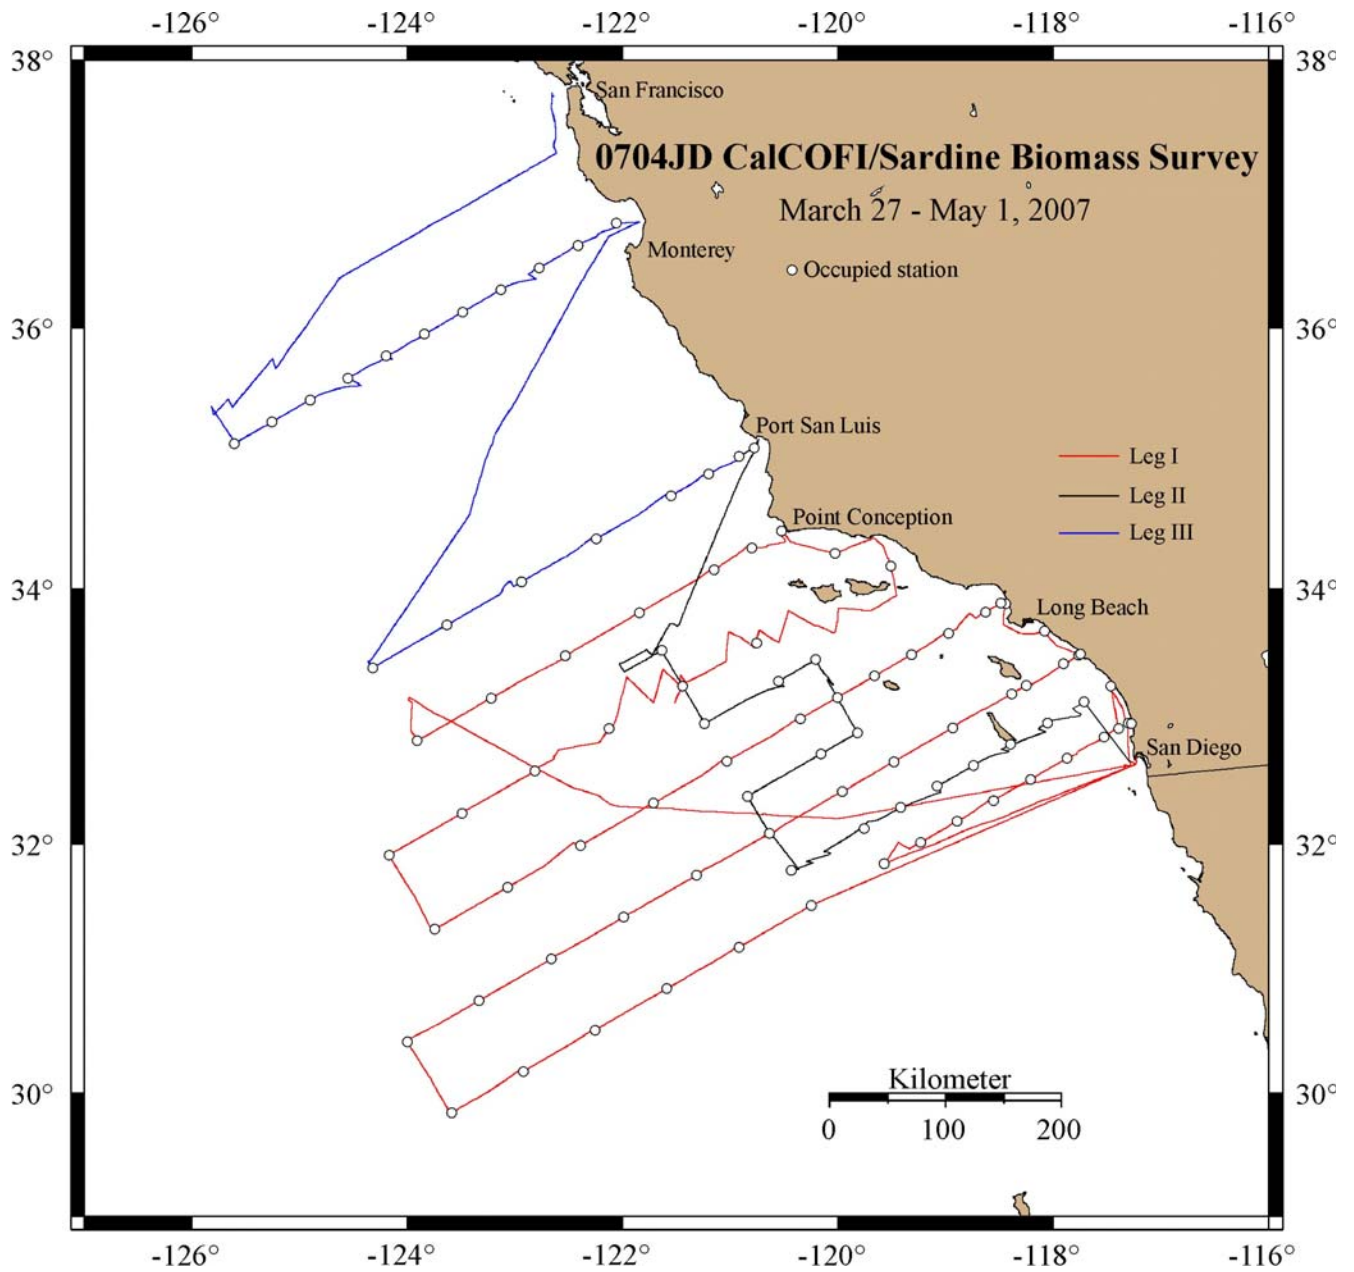 -126° -124° -122° -120° -118° -116°
38° 38°
San Francisco
0704JD CalCOFI/Sardine Biomass Survey
March 27 - May 1, 2007
Monterey
Occupied station
36° 36°
Port San Luis
Leg I
Leg II
Point Conception
Leg III
34° 34°
Long Beach
San Diego
32° 32°
Kilometer
30° 30°
0 100 200
-126° -124° -122° -120° -118° -116°